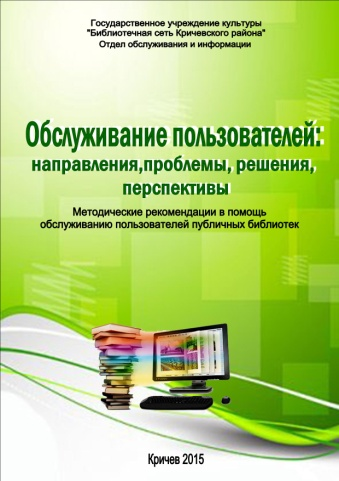 Государственное учреждение культуры
"Библиотечная сеть Кричевского района"
Отдел обслуживания и информации
Обслуживание пользователей:
направления,проблемы, решения,
перспективы
Методические рекомендации в помощь
обслуживанию пользователей публичных библиотек
Кричев 2015